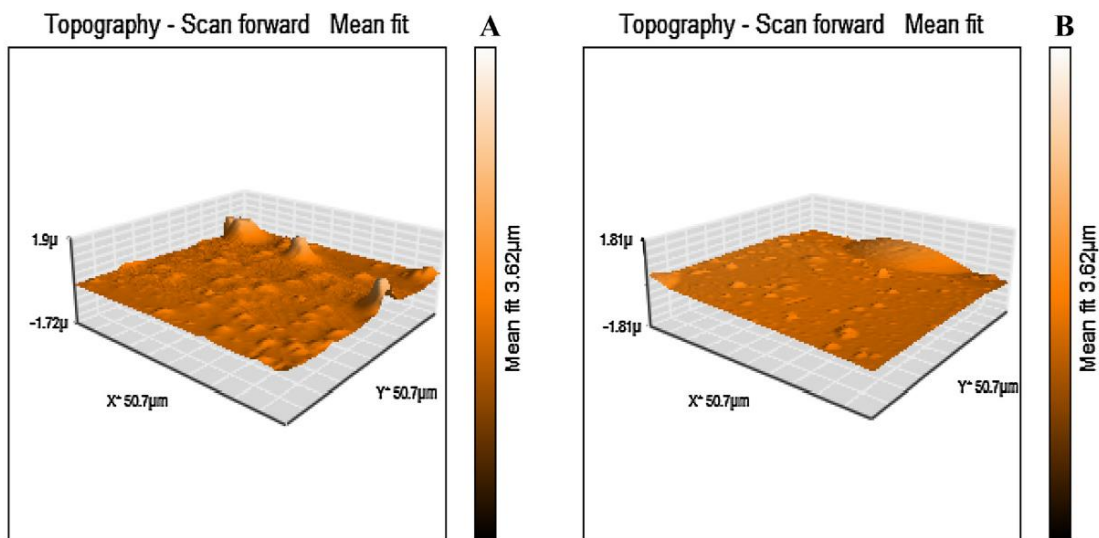 Topography - Scan forward Mean fit
A
1.9µ
-1.72µ
X* 50.7µm
Y* 50.7µm
Mean fit 3.62µm
Topography - Scan forward Mean fit
B
1.81µ
-1.81µ
X* 50.7µm
Y* 50.7µm
Mean fit 3.62µm